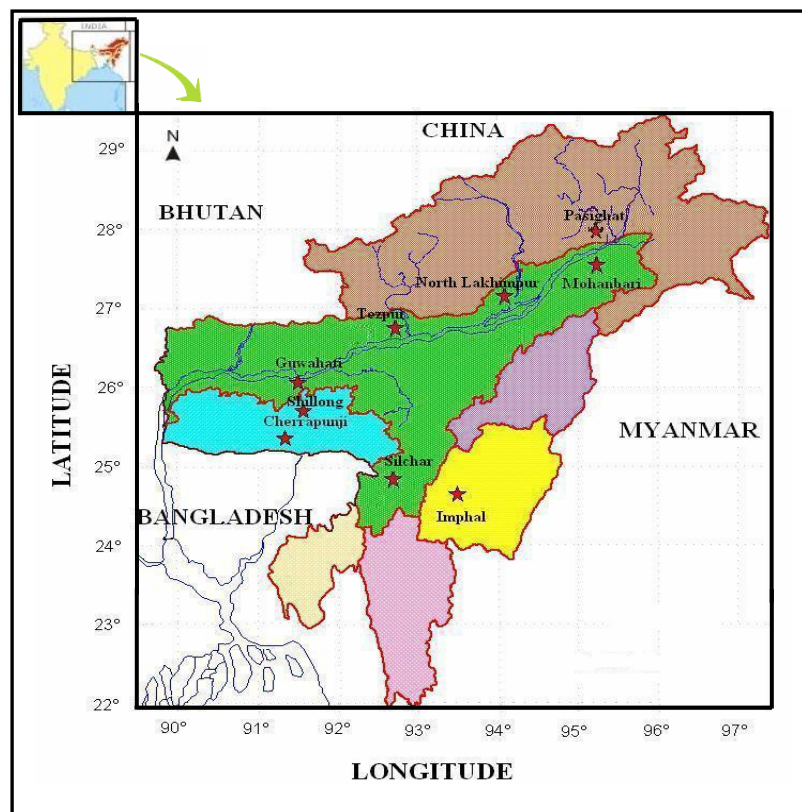 INDIA
N
CHINA
29°
BHUTAN
Pasighat
28°
North Lakhimpur
Mohanbari
27°
Tezpur
Guwahati
26°
Shillong
Cherrapunji
MYANMAR
LATITUDE
25°
Silchar
BANGLADESH
Imphal
24°
23°
22°
90° 91° 92° 93° 94° 95° 96° 97°
LONGITUDE